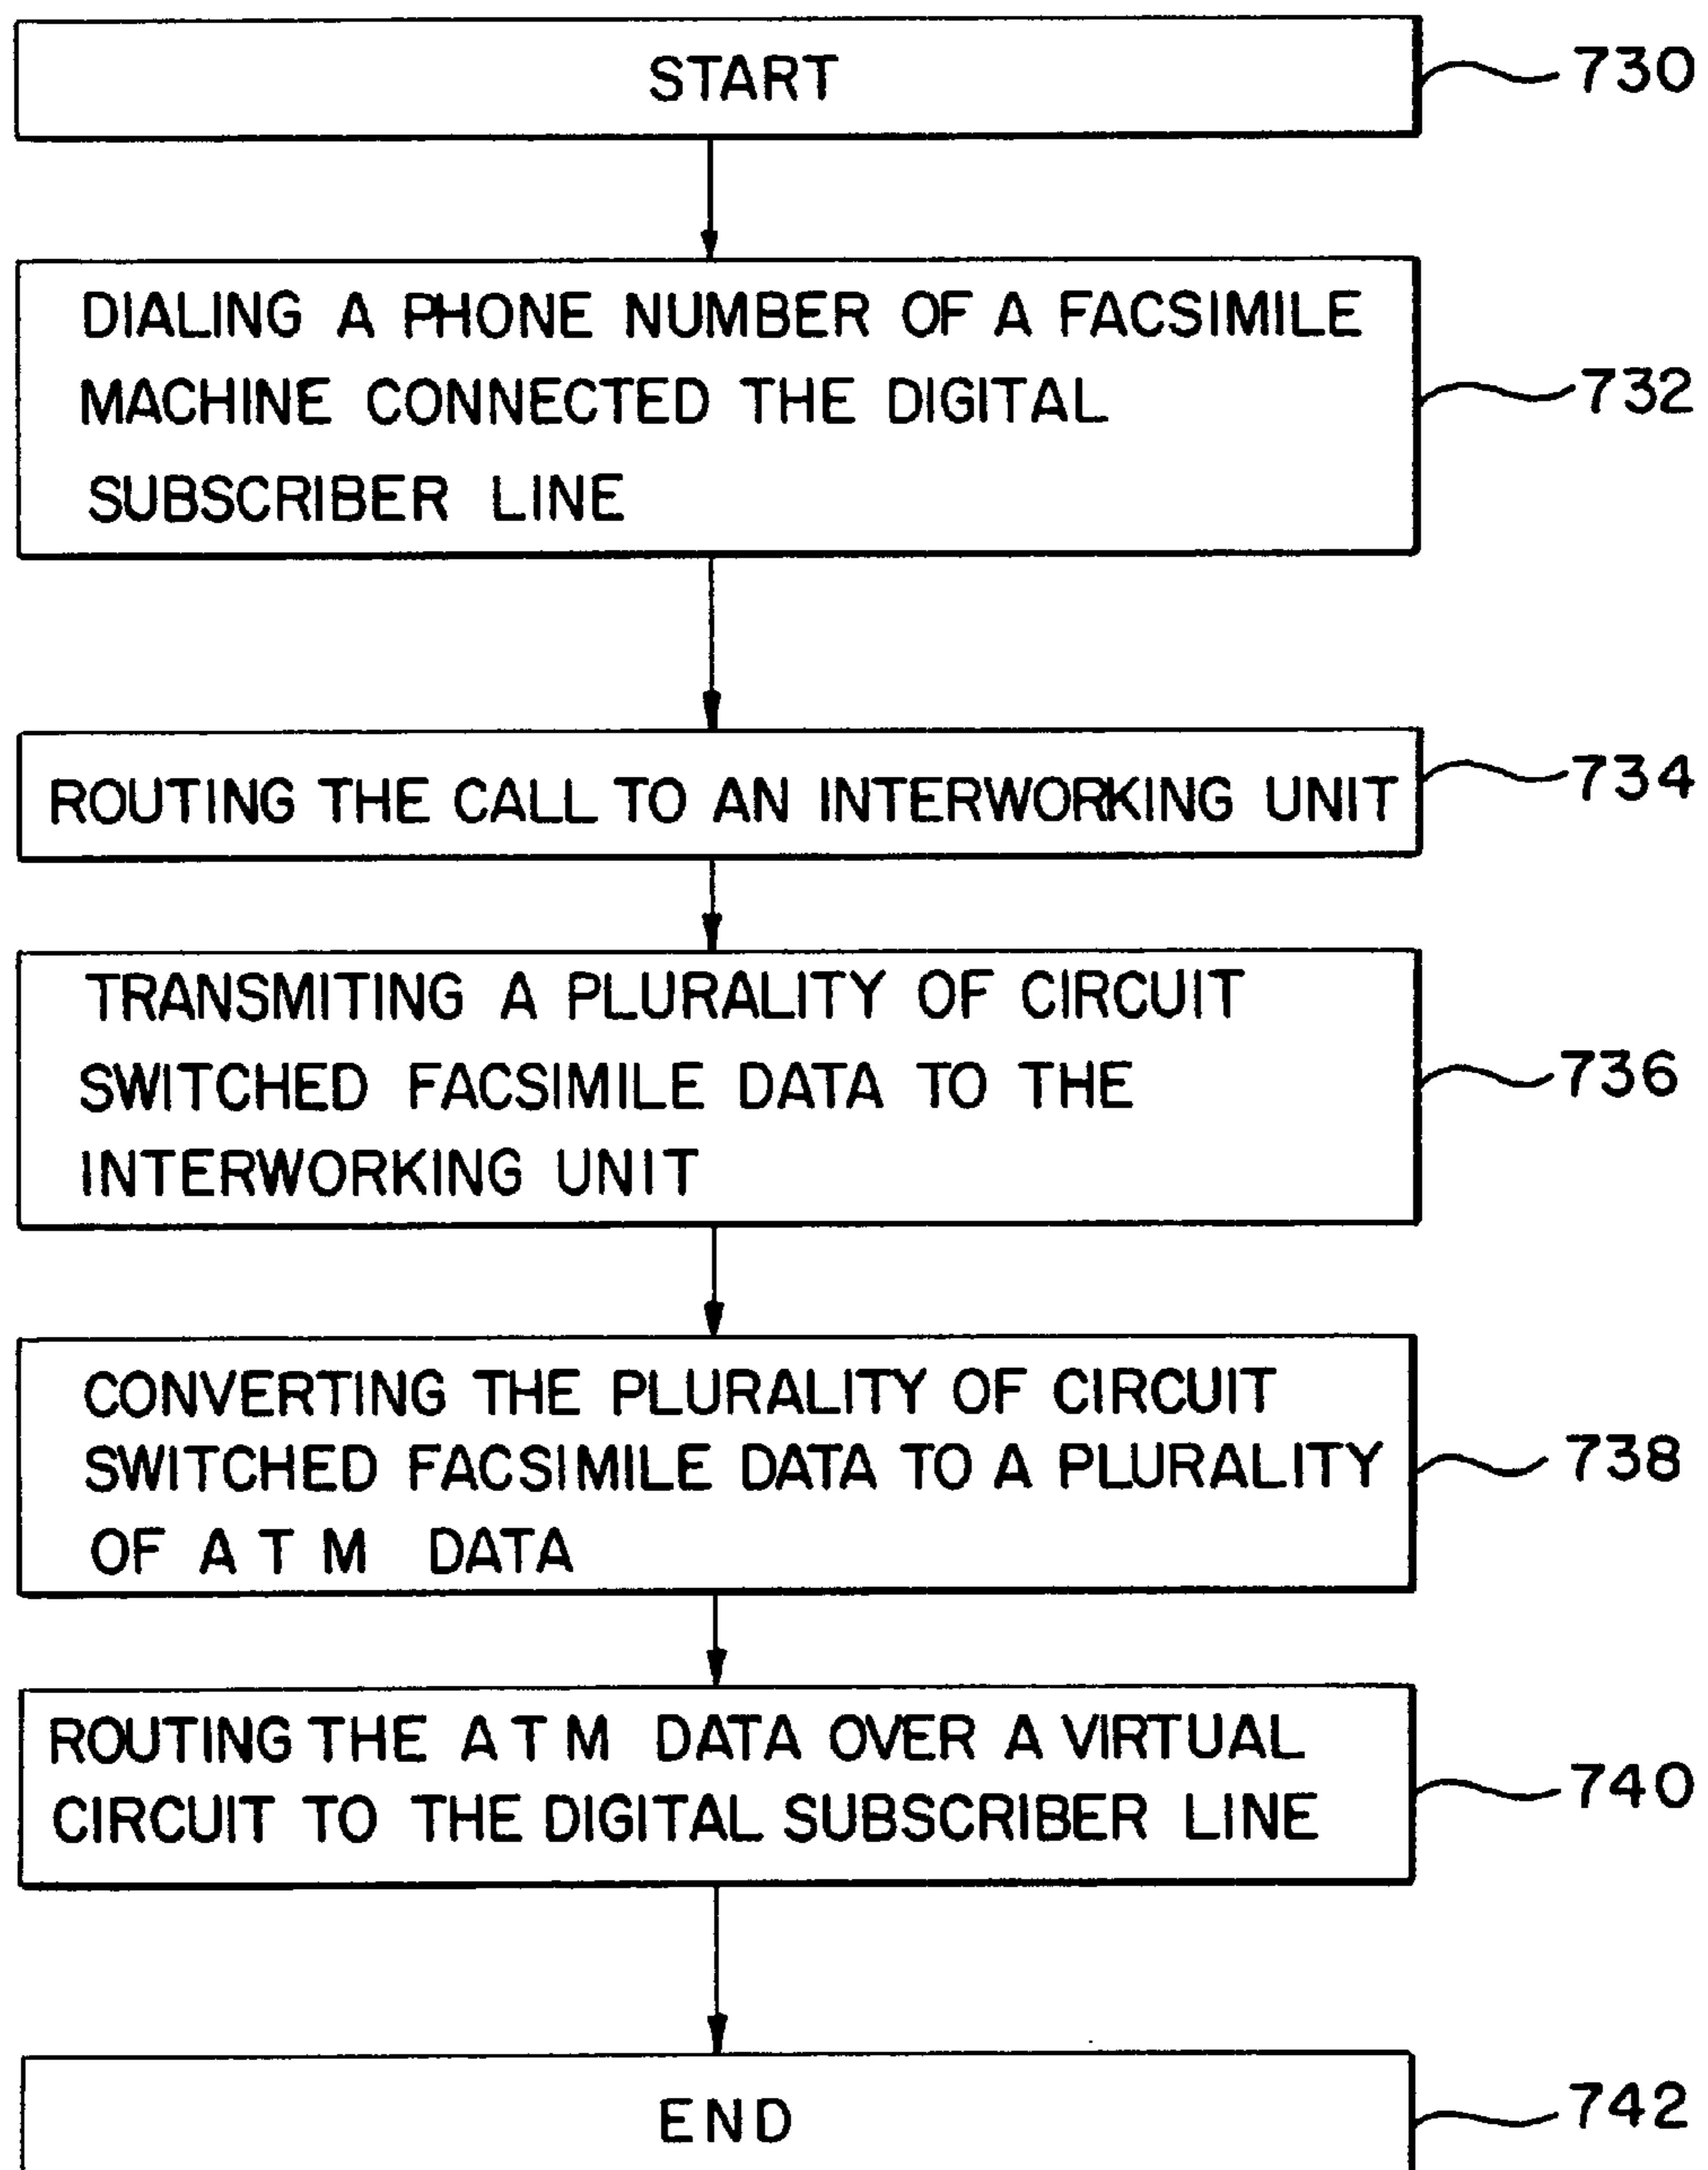 START
730
DIALING A PHONE NUMBER OF A FACSIMILE
MACHINE CONNECTED THE DIGITAL
SUBSCRIBER LINE
732
ROUTING THE CALL TO AN INTERWORKING UNIT
734
TRANSMITING A PLURALITY OF CIRCUIT
SWITCHED FACSIMILE DATA TO THE
INTERWORKING UNIT
736
CONVERTING THE PLURALITY OF CIRCUIT
SWITCHED FACSIMILE DATA TO A PLURALITY
OF A T M DATA
738
ROUTING THE A T M DATA OVER A VIRTUAL
CIRCUIT TO THE DIGITAL SUBSCRIBER LINE
740
END
742